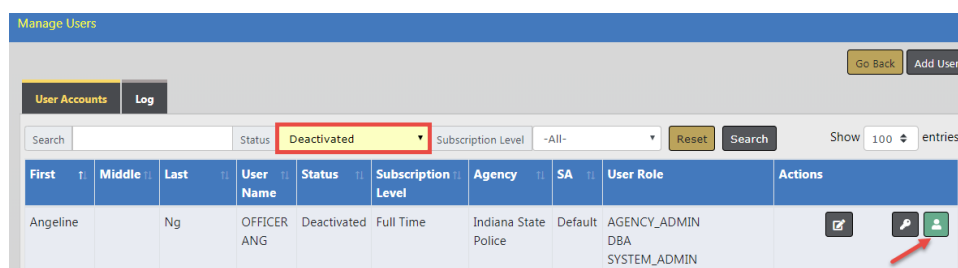 Manage Users
Go Back Add User
User Accounts Log
Search Status Deactivated Subscription Level -All- Reset Search Show 100 entries
First Middle Last User Name Status Subscription Level Agency SA User Role Actions
Angeline Ng OFFICER ANG Deactivated Full Time Indiana State Police Default AGENCY_ADMIN
DBA
SYSTEM_ADMIN